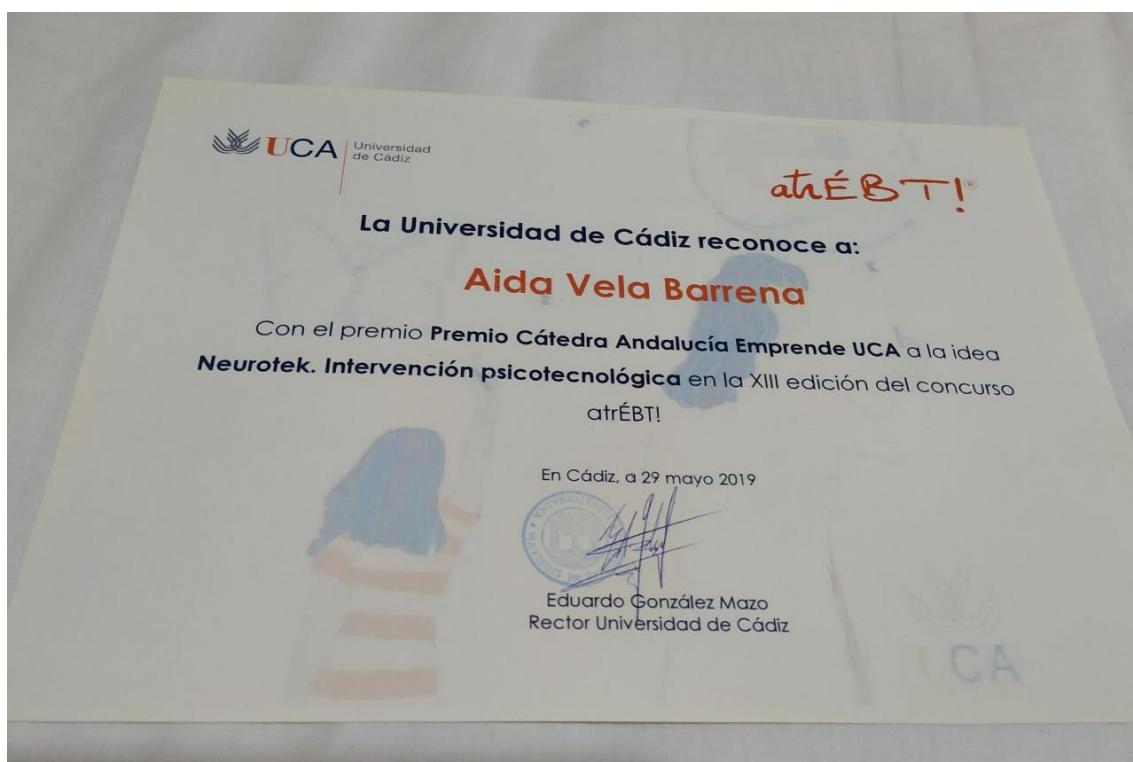 UCA
Universidad
de Cádiz
atrÉBT!®
La Universidad de Cádiz reconoce a:
Aida Vela Barrena
Con el premio Premio Cátedra Andalucía Emprende UCA a la idea
Neurotek. Intervención psicotecnológica en la XIII edición del concurso
atrÉBT!
En Cádiz, a 29 mayo 2019
Eduardo González Mazo
Rector Universidad de Cádiz
CA